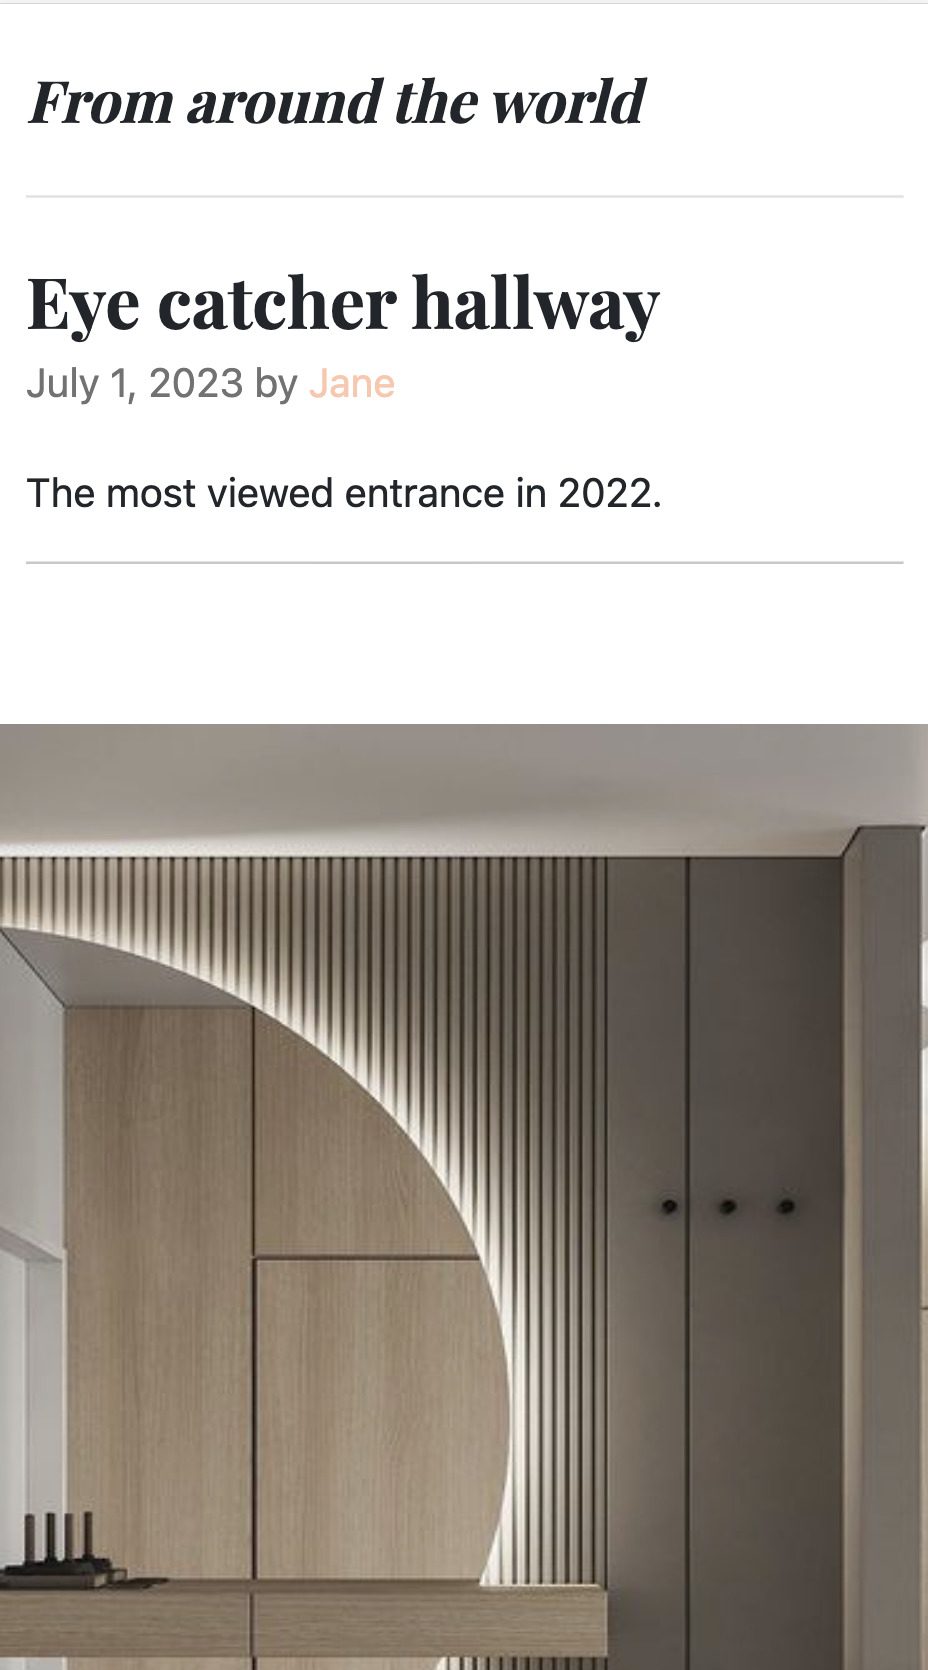 From around the world
Eye catcher hallway
July 1, 2023 by Jane
The most viewed entrance in 2022.